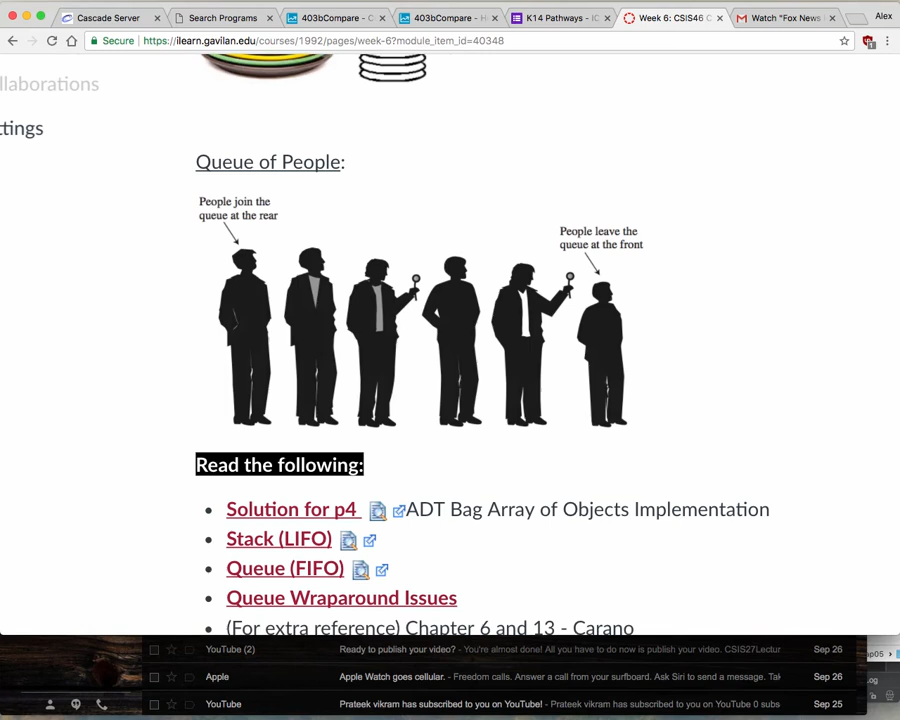 Cascade Server
Search Programs
403bCompare - C
403bCompare - H
K14 Pathways - IC
Week 6: CSIS46 C
Watch "Fox News
Alex
Secure
https://ilearn.gavilan.edu/courses/1992/pages/week-6?module_item_id=40348
1
llaborations
ttings
Queue of People:
People join the
queue at the rear
People leave the
queue at the front
Read the following:
Solution for p4 ADT Bag Array of Objects Implementation
Stack (LIFO)
Queue (FIFO)
Queue Wraparound Issues
(For extra reference) Chapter 6 and 13 - Carano
YouTube (2) Ready to publish your video? - You're almost done! All you have to do now is publish your video. CSIS27Lectur Sep 26
Apple Apple Watch goes cellular. - Freedom calls. Answer a call from your surfboard. Ask Siri to send a message. Tal Sep 26
YouTube Prateek vikram has subscribed to you on YouTube! - Prateek vikram has subscribed to you on YouTube 0 subs Sep 25
ap05
.og